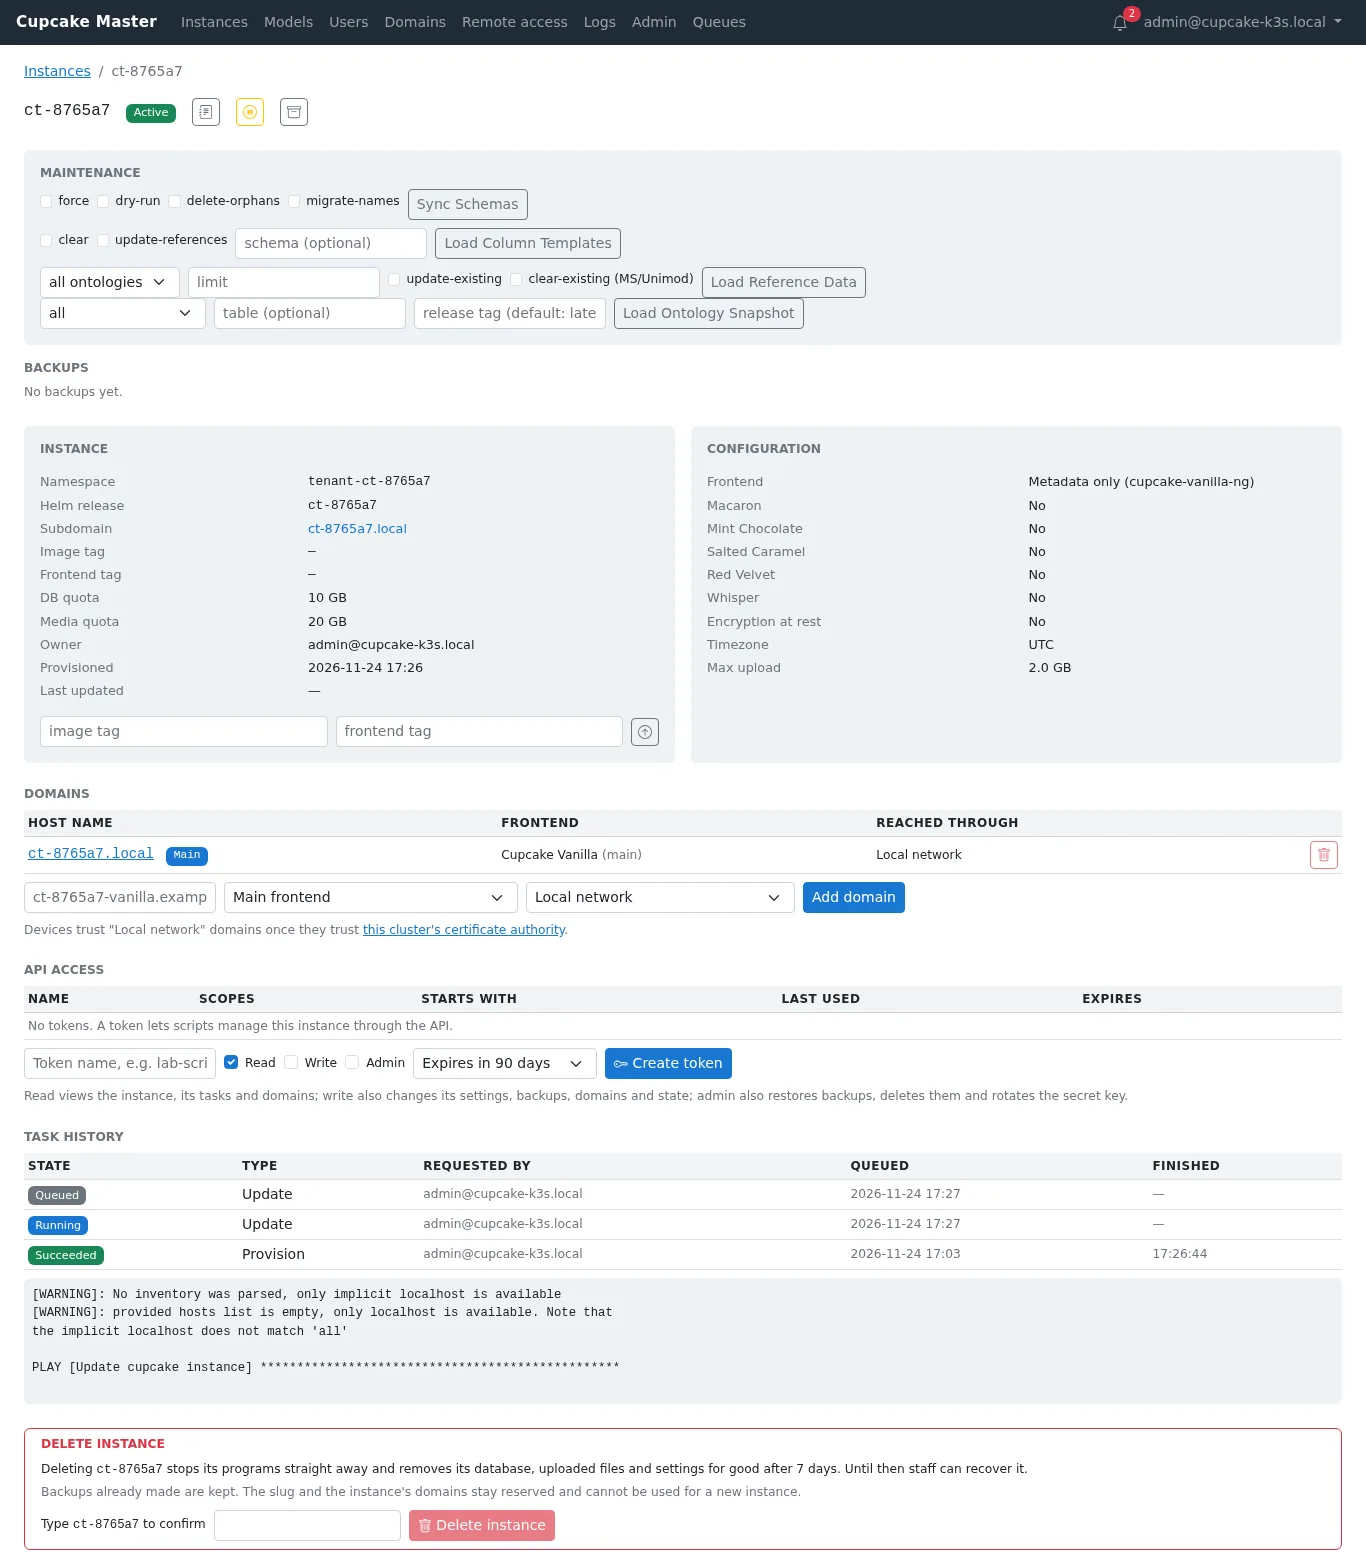 Cupcake Master Instances Models Users Domains Remote access Logs Admin Queues 2 admin@cupcake-k3s.local
Instances / ct-8765a7
ct-8765a7 Active
MAINTENANCE
force dry-run delete-orphans migrate-names Sync Schemas
clear update-references schema (optional) Load Column Templates
all ontologies limit update-existing clear-existing (MS/Unimod) Load Reference Data
all table (optional) release tag (default: late Load Ontology Snapshot
BACKUPS
No backups yet.
INSTANCE
Namespace tenant-ct-8765a7
Helm release ct-8765a7
Subdomain ct-8765a7.local
Image tag —
Frontend tag —
DB quota 10 GB
Media quota 20 GB
Owner admin@cupcake-k3s.local
Provisioned 2026-11-24 17:26
Last updated —
image tag frontend tag
CONFIGURATION
Frontend Metadata only (cupcake-vanilla-ng)
Macaron No
Mint Chocolate No
Salted Caramel No
Red Velvet No
Whisper No
Encryption at rest No
Timezone UTC
Max upload 2.0 GB
DOMAINS
HOST NAME FRONTEND REACHED THROUGH
ct-8765a7.local Main Cupcake Vanilla (main) Local network
ct-8765a7-vanilla.examp Main frontend Local network Add domain
Devices trust "Local network" domains once they trust this cluster's certificate authority.
API ACCESS
NAME SCOPES STARTS WITH LAST USED EXPIRES
No tokens. A token lets scripts manage this instance through the API.
Token name, e.g. lab-scri Read Write Admin Expires in 90 days Create token
Read views the instance, its tasks and domains; write also changes its settings, backups, domains and state; admin also restores backups, deletes them and rotates the secret key.
TASK HISTORY
STATE TYPE REQUESTED BY QUEUED FINISHED
Queued Update admin@cupcake-k3s.local 2026-11-24 17:27 —
Running Update admin@cupcake-k3s.local 2026-11-24 17:27 —
Succeeded Provision admin@cupcake-k3s.local 2026-11-24 17:03 17:26:44
[WARNING]: No inventory was parsed, only implicit localhost is available
[WARNING]: provided hosts list is empty, only localhost is available. Note that
the implicit localhost does not match 'all'
PLAY [Update cupcake instance] *************************************************
DELETE INSTANCE
Deleting ct-8765a7 stops its programs straight away and removes its database, uploaded files and settings for good after 7 days. Until then staff can recover it.
Backups already made are kept. The slug and the instance's domains stay reserved and cannot be used for a new instance.
Type ct-8765a7 to confirm Delete instance